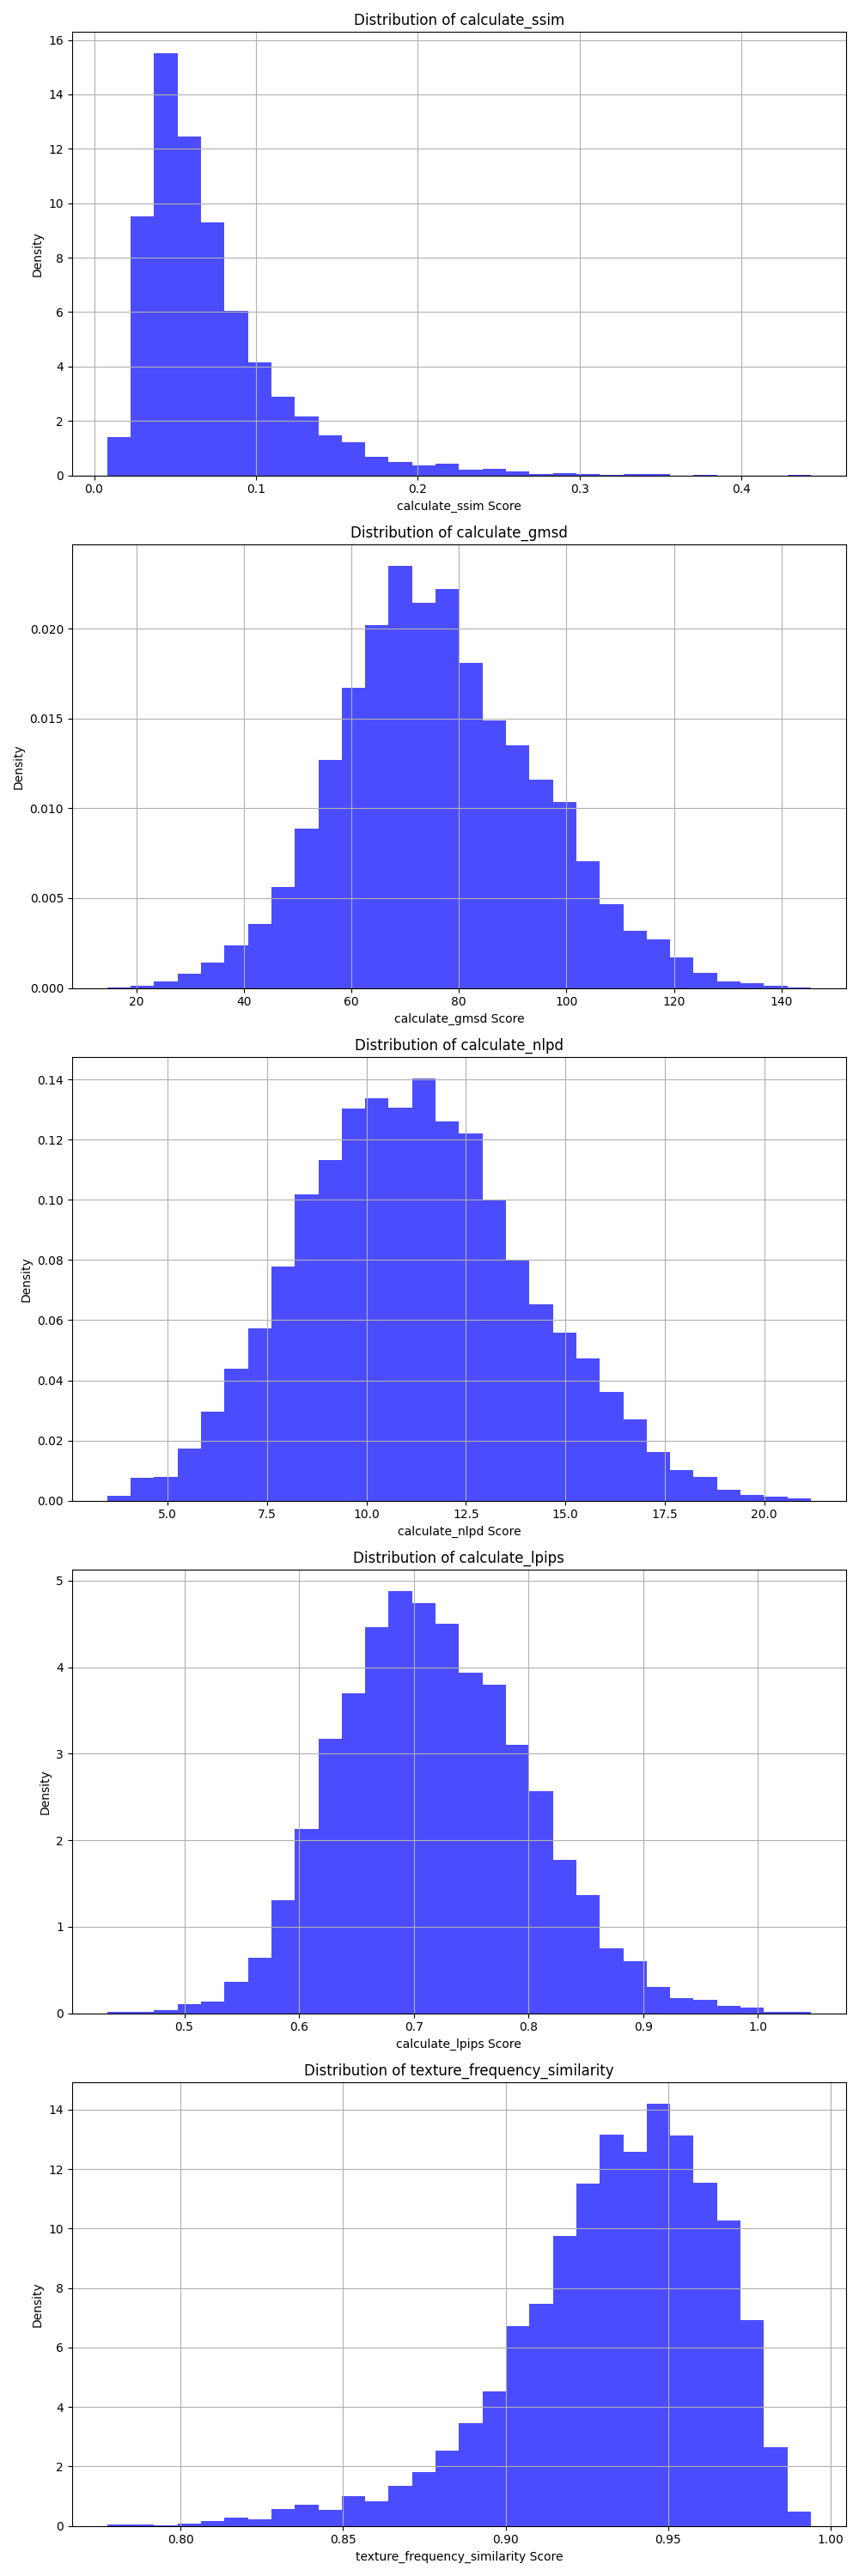 Distribution of calculate_ssim
16
14
12
10
8
6
4
2
0
Density
0.0 0.1 0.2 0.3 0.4
calculate_ssim Score
Distribution of calculate_gmsd
0.020
0.015
0.010
0.005
0.000
Density
20 40 60 80 100 120 140
calculate_gmsd Score
Distribution of calculate_nlpd
0.14
0.12
0.10
0.08
0.06
0.04
0.02
0.00
Density
5.0 7.5 10.0 12.5 15.0 17.5 20.0
calculate_nlpd Score
Distribution of calculate_lpips
5
4
3
2
1
0
Density
0.5 0.6 0.7 0.8 0.9 1.0
calculate_lpips Score
Distribution of texture_frequency_similarity
14
12
10
8
6
4
2
0
Density
0.80 0.85 0.90 0.95 1.00
texture_frequency_similarity Score